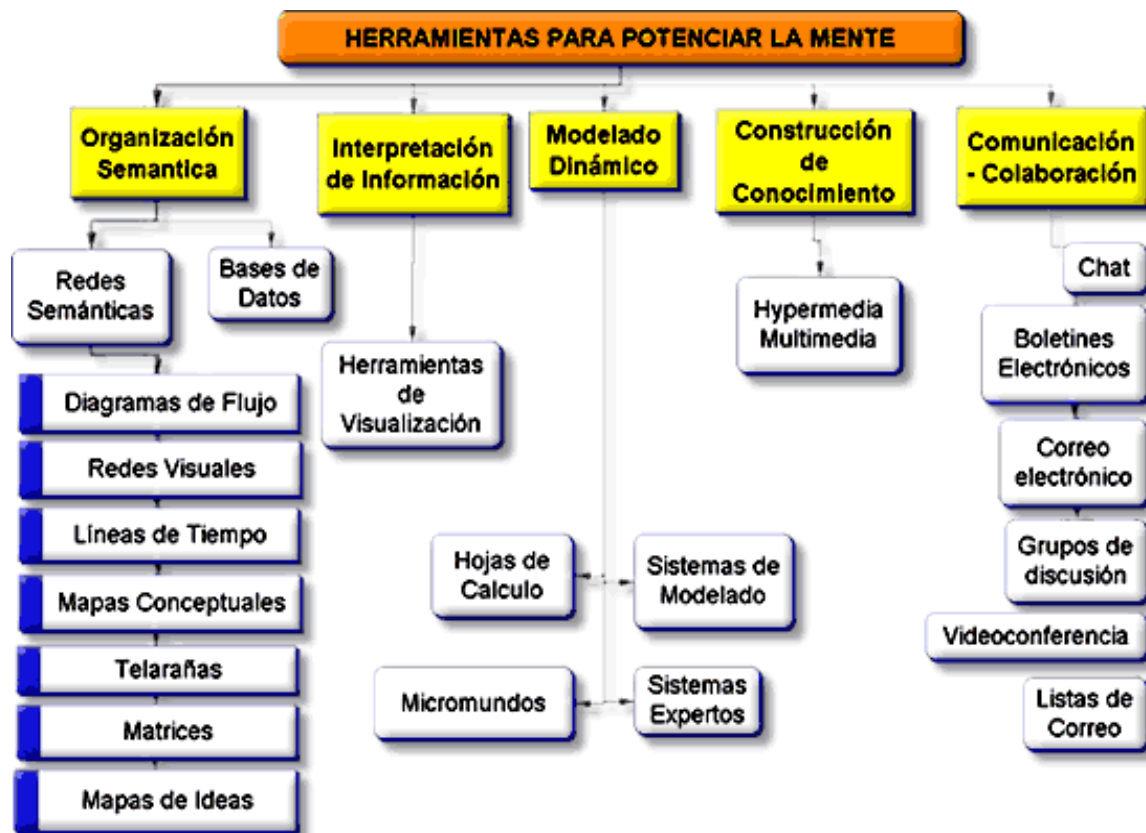 HERRAMIENTAS PARA POTENCIAR LA MENTE
Organización
Semantica
Interpretación
de Información
Modelado
Dinámico
Construcción
de
Conocimiento
Comunicación
- Colaboración
Redes
Semánticas
Bases de
Datos
Diagramas de Flujo
Redes Visuales
Líneas de Tiempo
Mapas Conceptuales
Telarañas
Matrices
Mapas de Ideas
Herramientas
de
Visualización
Hojas de
Calculo
Sistemas de
Modelado
Micromundos
Sistemas
Expertos
Hypermedia
Multimedia
Chat
Boletines
Electrónicos
Correo
electrónico
Grupos de
discusión
Videoconferencia
Listas de
Correo